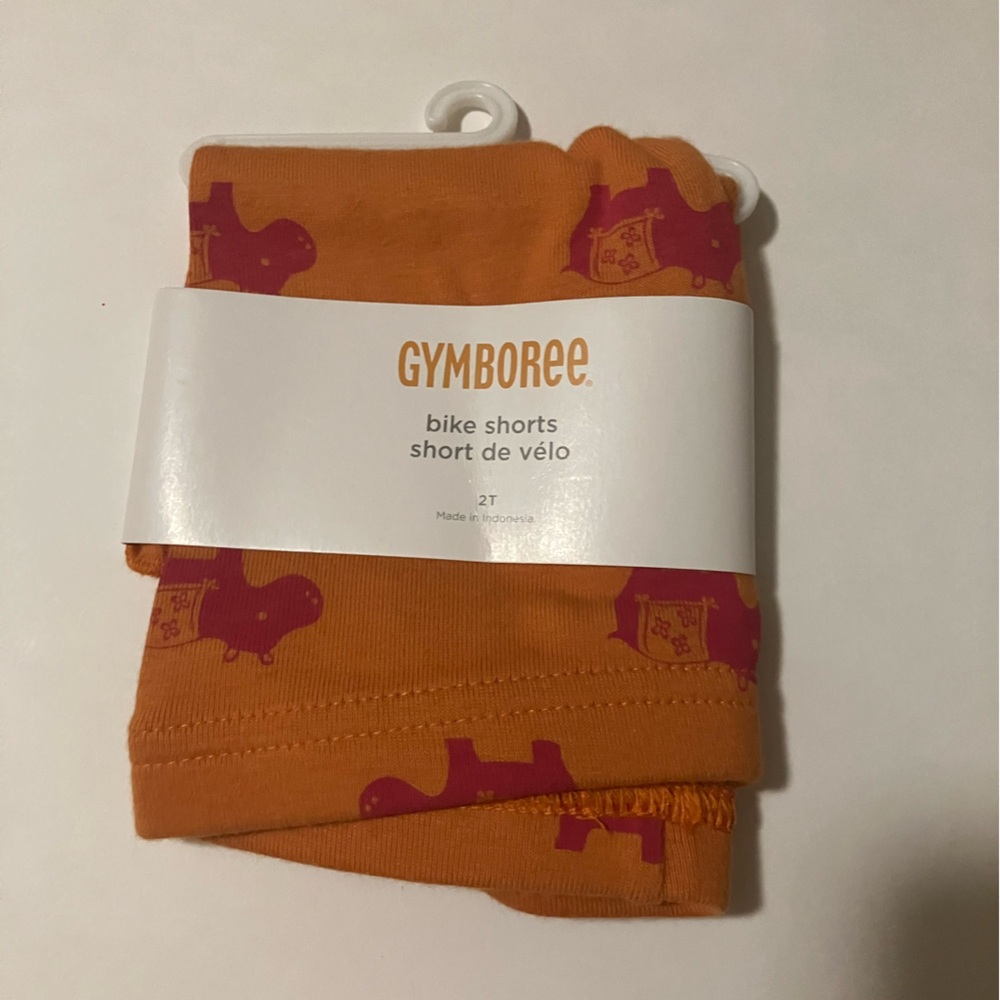 GYMBOREE
bike shorts
short de vélo
2T
Made in Indonesia